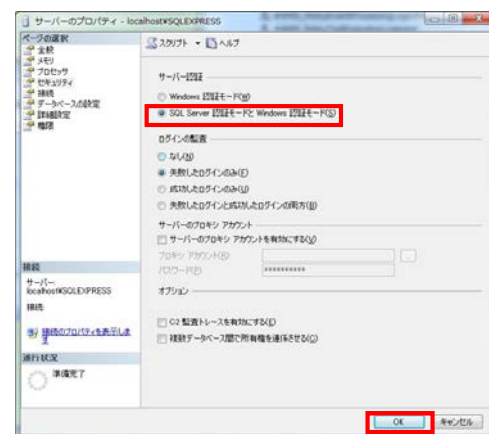 サーバーのプロパティ - localhost¥SQLEXPRESS
ページの選択
全般
メモリ
プロセッサ
セキュリティ
接続
データベースの設定
詳細設定
権限
スクリプト ヘルプ
サーバー認証
Windows 認証モード(W)
SQL Server 認証モードと Windows 認証モード(S)
ログインの監査
なし(N)
失敗したログインのみ(F)
成功したログインのみ(U)
失敗したログインと成功したログインの両方(B)
サーバーのプロキシ アカウント
サーバーのプロキシ アカウントを有効にする(V)
プロキシ アカウント(R)
パスワード(P)
**********
オプション
C2 監査トレースを有効にする(E)
複数データベース間で所有権を連係させる(C)
接続
サーバー:
localhost¥SQLEXPRESS
接続:
接続のプロパティを表示しま
す
進行状況
準備完了
OK キャンセル